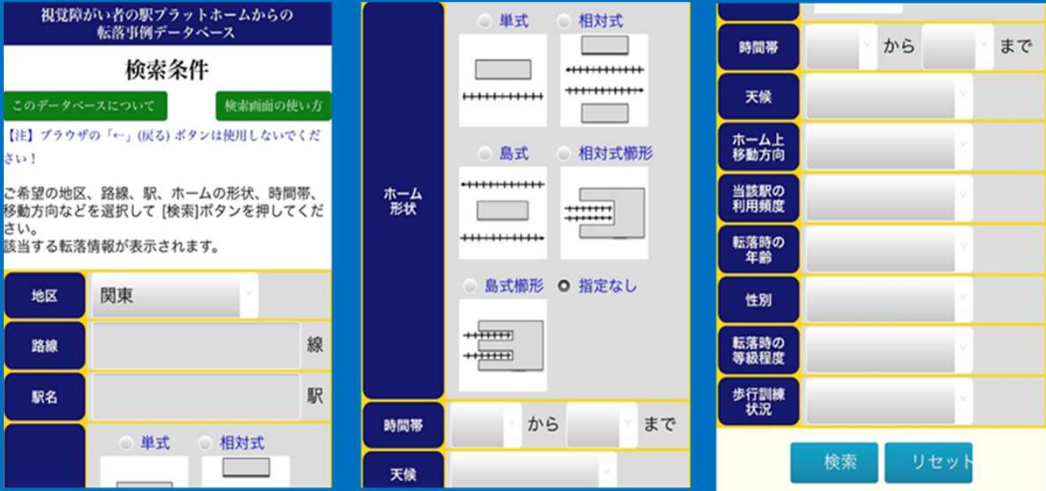 視覚障がい者の駅プラットホームからの
転落事例データベース
検索条件
このデータベースについて
検索画面の使い方
【注】ブラウザの「←」(戻る) ボタンは使用しないでくだ
さい！
ご希望の地区、路線、駅、ホームの形状、時間帯、
移動方向などを選択して [検索]ボタンを押してくだ
さい。
該当する転落情報が表示されます。
地区
関東
路線
線
駅名
駅
単式
相対式
単式
相対式
島式
相対式櫛形
ホーム
形状
島式櫛形
指定なし
時間帯
から
まで
天候
時間帯
から
まで
天候
ホーム上
移動方向
当該駅の
利用頻度
転落時の
年齢
性別
転落時の
等級程度
歩行訓練
状況
検索
リセット